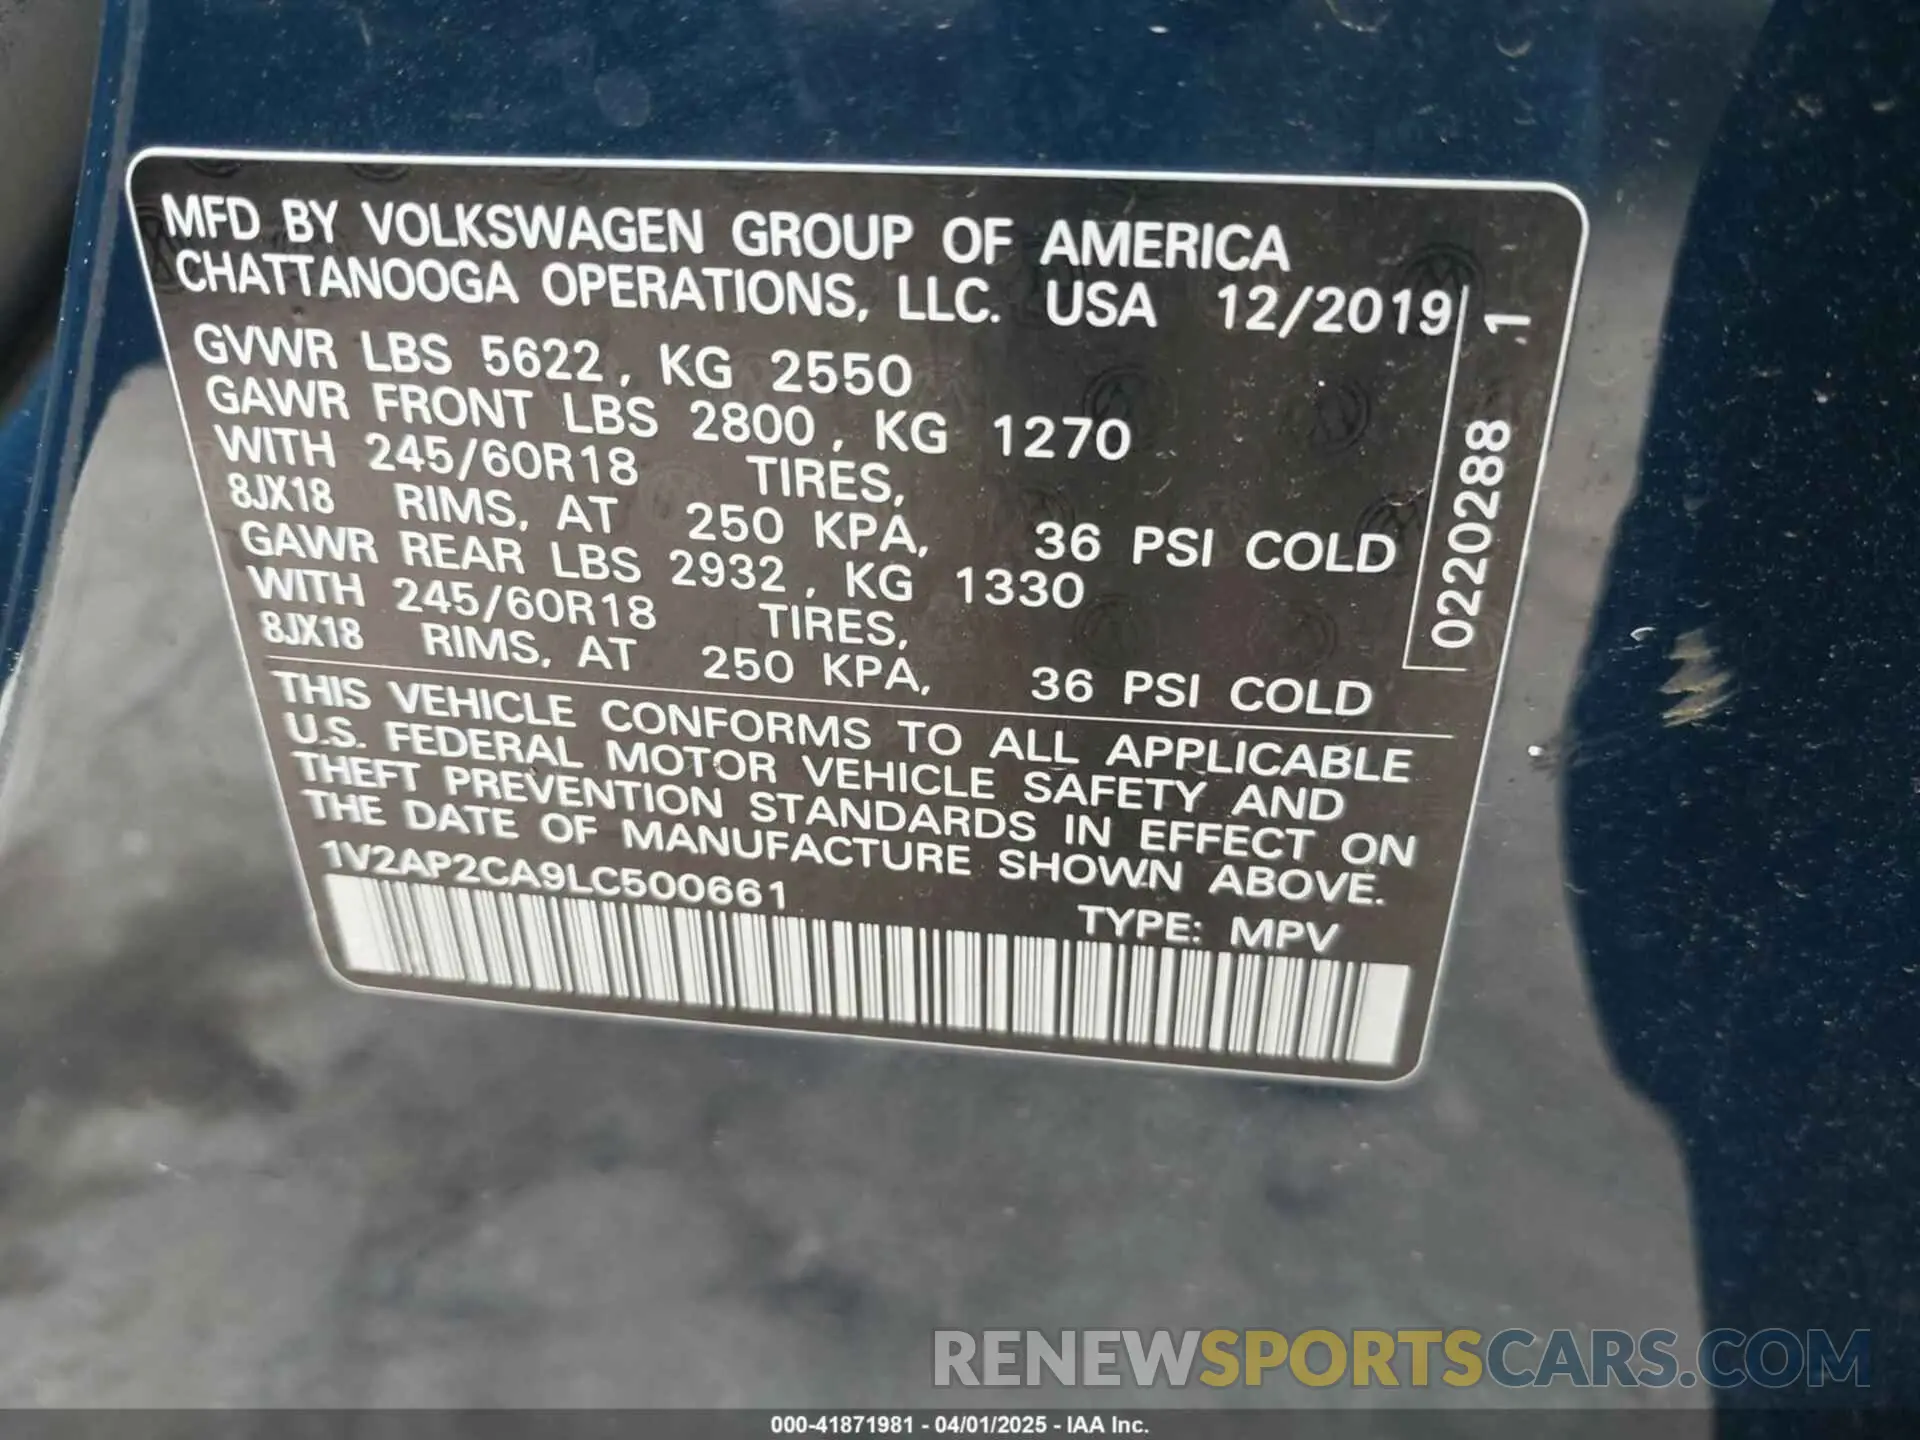 MFD BY VOLKSWAGEN GROUP OF AMERICA
CHATTANOOGA OPERATIONS, LLC. USA 12/2019
GVWR LBS 5622, KG 2550
GAWR FRONT LBS 2800, KG 1270
WITH 245/60R18 TIRES,
8JX18 RIMS, AT 250 KPA, 36 PSI COLD
GAWR REAR LBS 2932, KG 1330
WITH 245/60R18 TIRES,
8JX18 RIMS, AT 250 KPA, 36 PSI COLD
0220288 ,1
THIS VEHICLE CONFORMS TO ALL APPLICABLE
U.S. FEDERAL MOTOR VEHICLE SAFETY AND
THEFT PREVENTION STANDARDS IN EFFECT ON
THE DATE OF MANUFACTURE SHOWN ABOVE.
1V2AP2CA9LC500661
TYPE: MPV
RENEWSPORTSCARS.COM
000-41871981 - 04/01/2025 - IAA Inc.